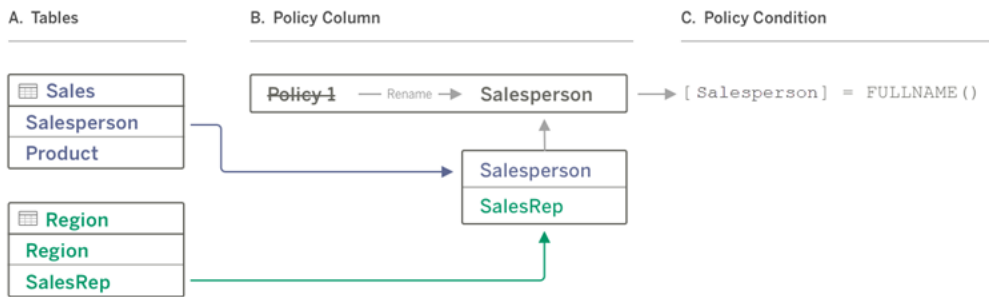 A. Tables
B. Policy Column
C. Policy Condition
Sales
Salesperson
Product
Region
Region
SalesRep
Policy 1
Rename
Salesperson
Salesperson
SalesRep
[Salesperson] = FULLNAME()